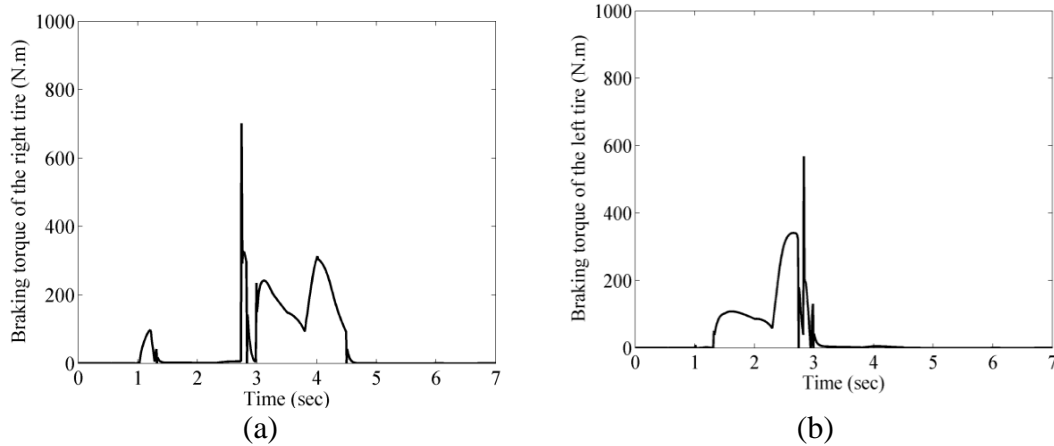 Braking torque of the right tire (N.m)
1000
800
600
400
200
0
0 1 2 3 4 5 6 7
Time (sec)
(a)
Braking torque of the left tire (N.m)
1000
800
600
400
200
0
0 1 2 3 4 5 6 7
Time (sec)
(b)